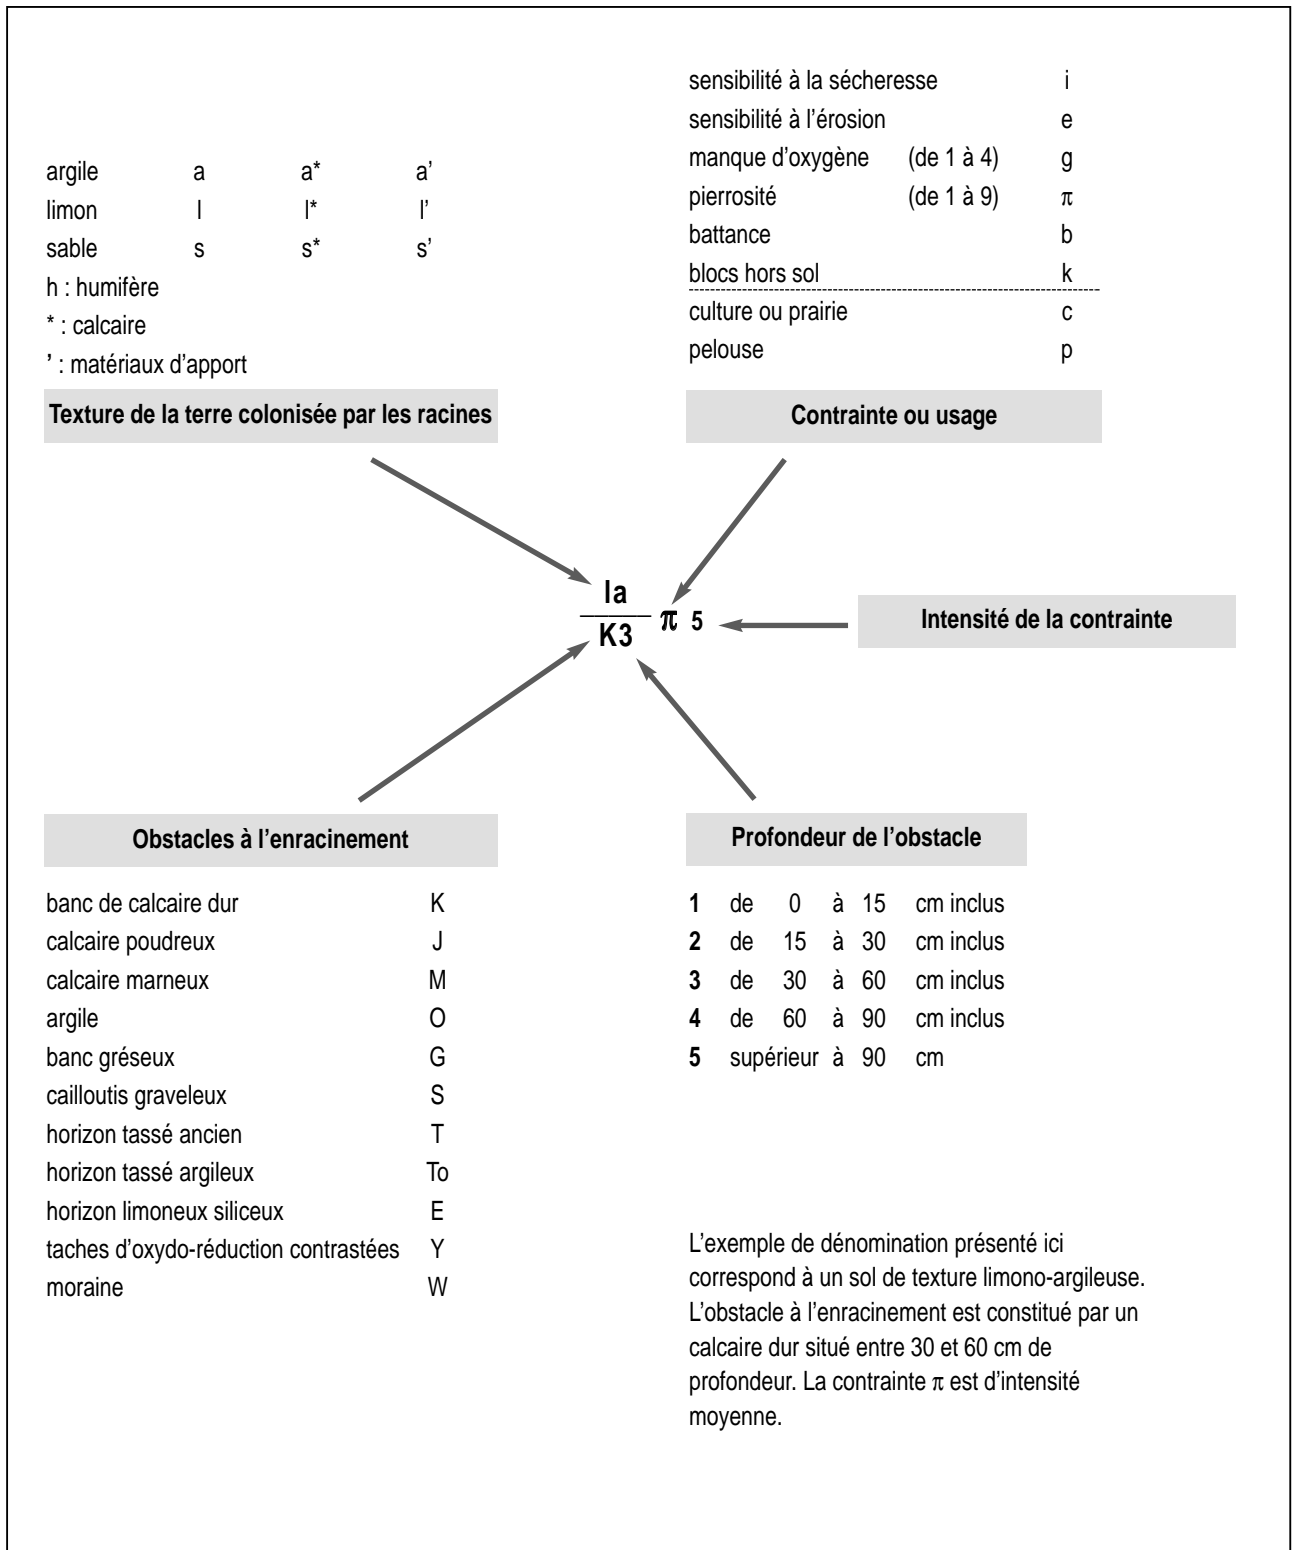 argile a a* a’
limon l l* l’
sable s s* s’
h : humifère
* : calcaire
’ : matériaux d’apport
Texture de la terre colonisée par les racines
sensibilité à la sécheresse i
sensibilité à l’érosion e
manque d’oxygène (de 1 à 4) g
pierrosité (de 1 à 9) π
battance b
blocs hors sol k
culture ou prairie c
pelouse p
Contrainte ou usage
la
K3
π 5
Intensité de la contrainte
Obstacles à l’enracinement
banc de calcaire dur K
calcaire poudreux J
calcaire marneux M
argile O
banc gréseux G
cailloutis graveleux S
horizon tassé ancien T
horizon tassé argileux To
horizon limoneux siliceux E
taches d’oxydo-réduction contrastées Y
moraine W
Profondeur de l’obstacle
1 de 0 à 15 cm inclus
2 de 15 à 30 cm inclus
3 de 30 à 60 cm inclus
4 de 60 à 90 cm inclus
5 supérieur à 90 cm
L’exemple de dénomination présenté ici
correspond à un sol de texture limono-argileuse.
L’obstacle à l’enracinement est constitué par un
calcaire dur situé entre 30 et 60 cm de
profondeur. La contrainte π est d’intensité
moyenne.